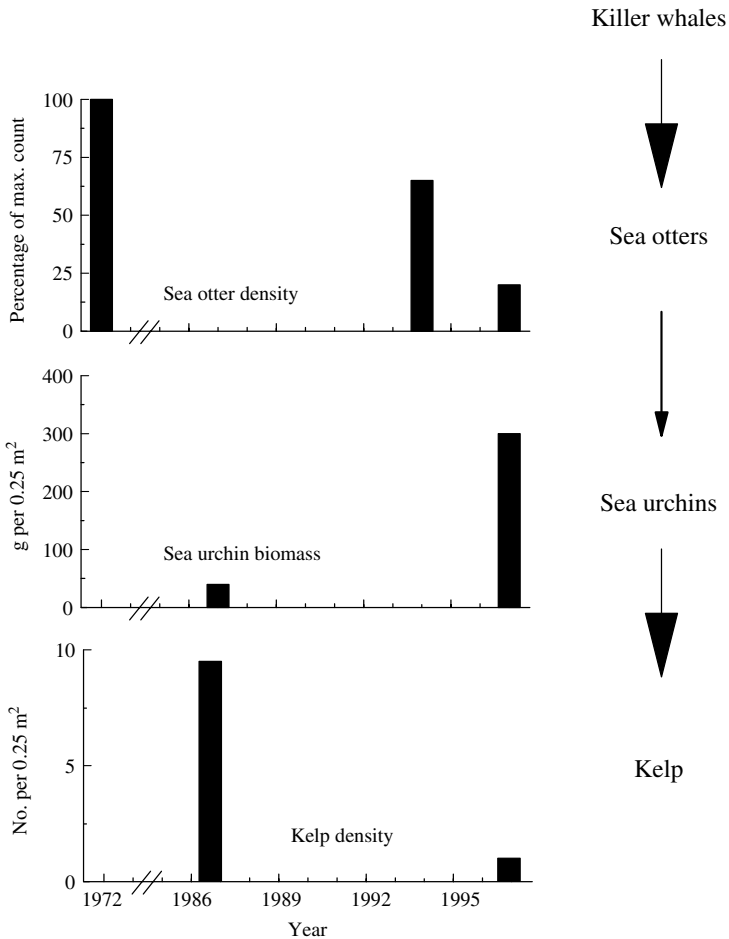 Killer whales
Percentage of max. count
100
75
50
25
0
Sea otter density
Sea otters
g per 0.25 m²
400
300
200
100
0
Sea urchin biomass
Sea urchins
No. per 0.25 m²
10
5
0
Kelp density
Kelp
1972 1986 1989 1992 1995
Year